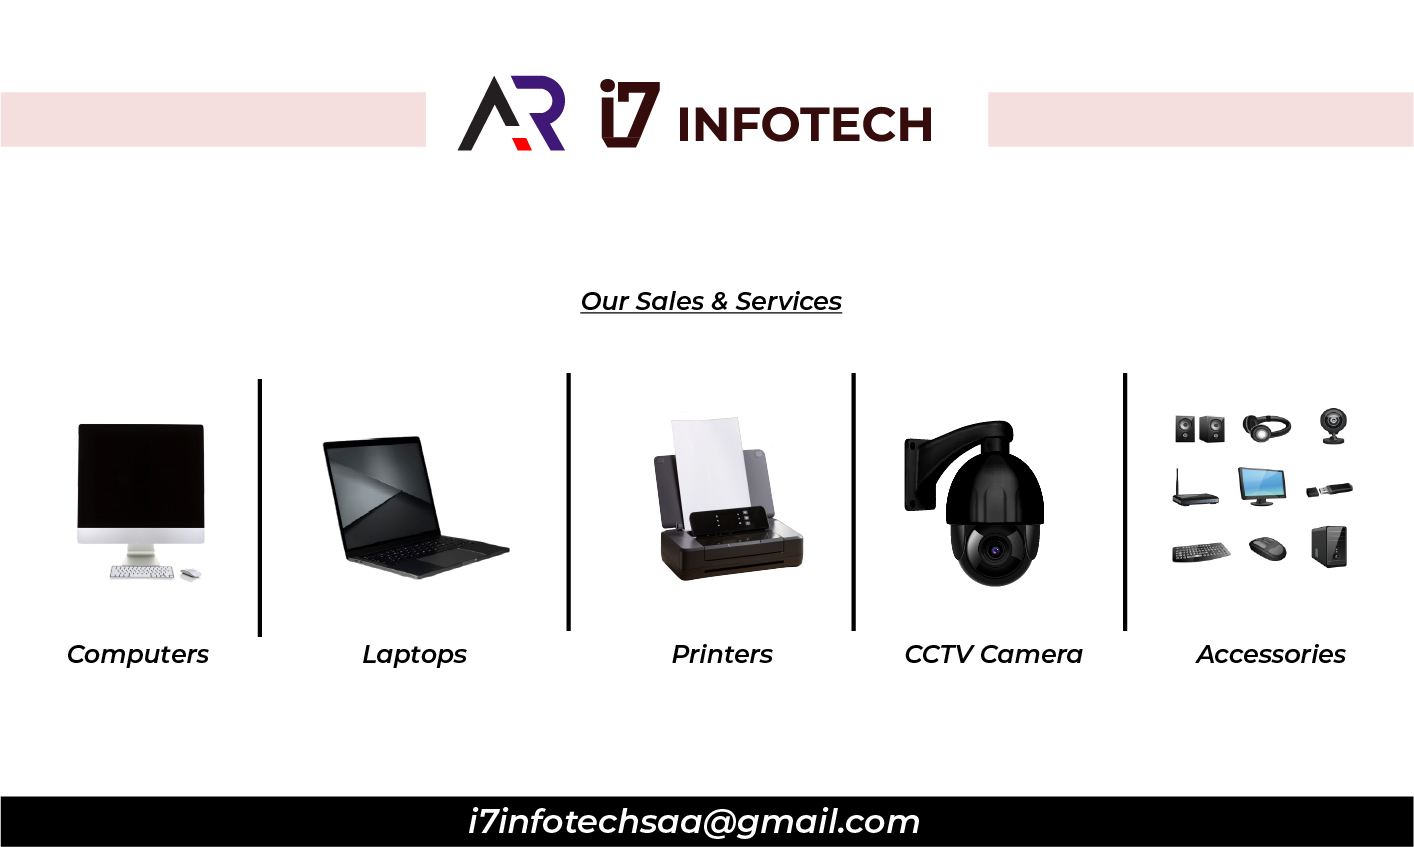 AR i7 INFOTECH
Our Sales & Services
Computers
Laptops
Printers
CCTV Camera
Accessories
i7infotechsaa@gmail.com